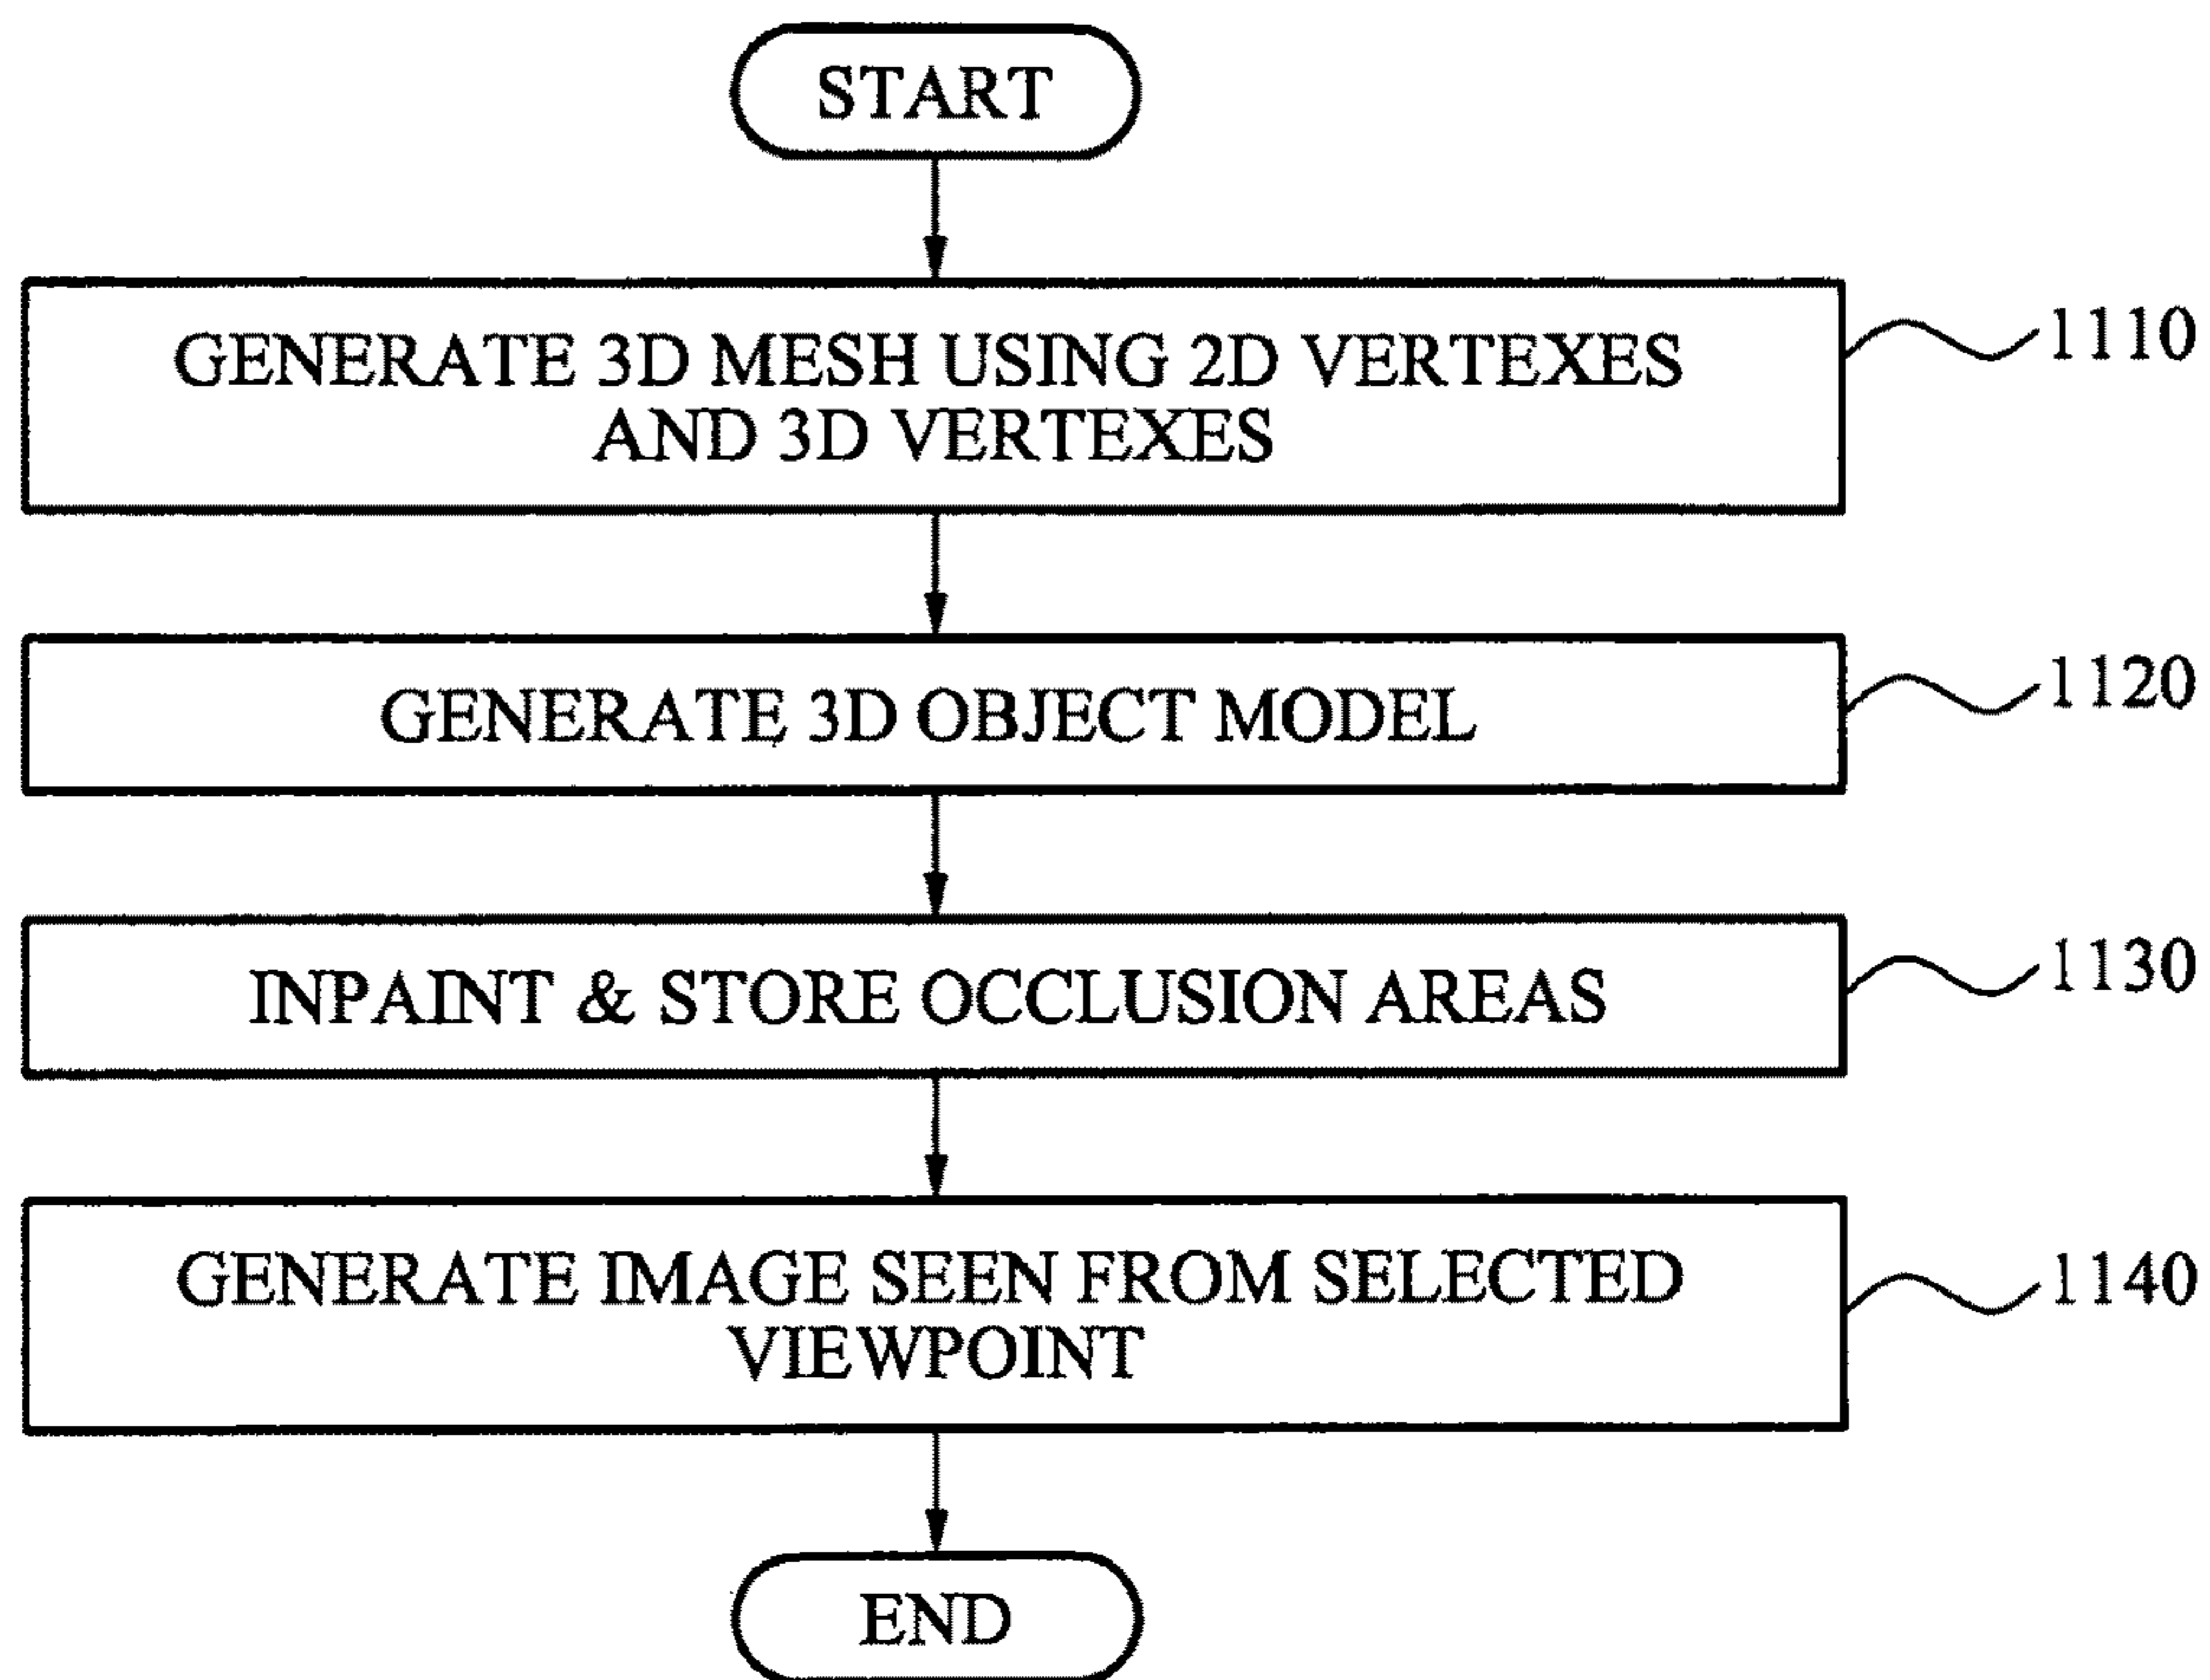 START
GENERATE 3D MESH USING 2D VERTEXES
AND 3D VERTEXES
1110
GENERATE 3D OBJECT MODEL
1120
INPAINT & STORE OCCLUSION AREAS
1130
GENERATE IMAGE SEEN FROM SELECTED
VIEWPOINT
1140
END